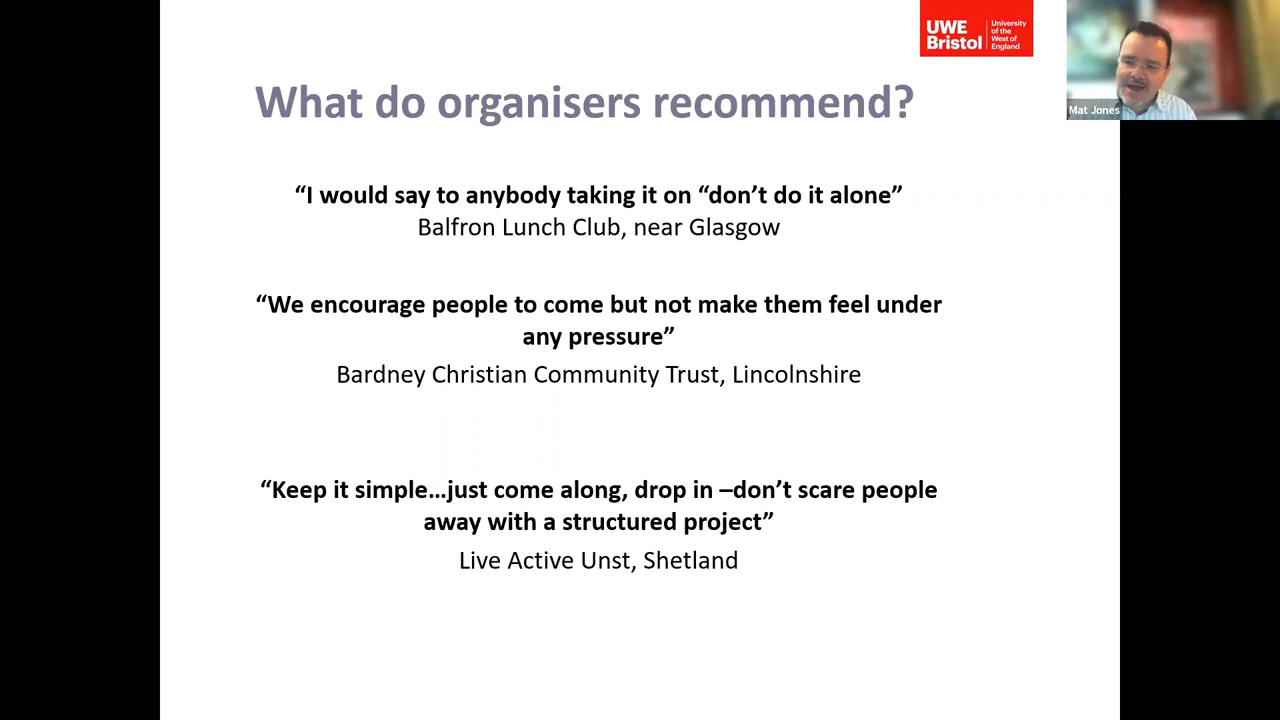 UWE
Bristol
University
of the
West of
England
Mat Jones
What do organisers recommend?
“I would say to anybody taking it on “don’t do it alone”
Balfron Lunch Club, near Glasgow
“We encourage people to come but not make them feel under
any pressure”
Bardney Christian Community Trust, Lincolnshire
“Keep it simple…just come along, drop in –don’t scare people
away with a structured project”
Live Active Unst, Shetland